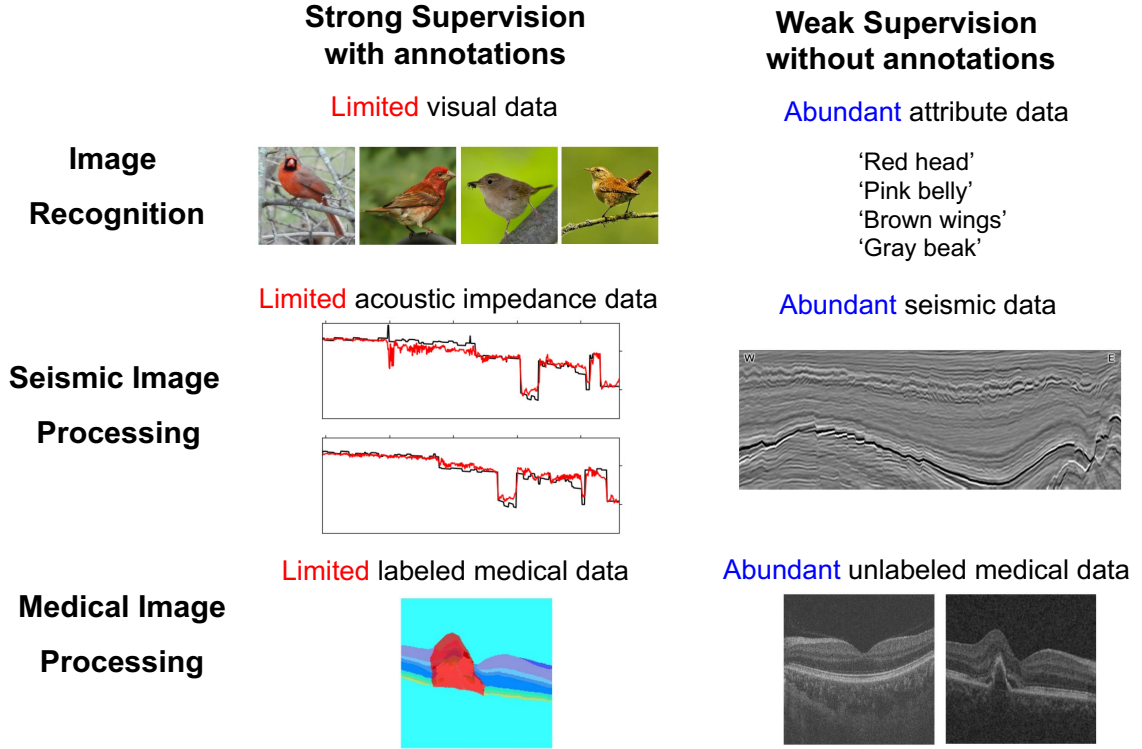 Strong Supervision
with annotations
Weak Supervision
without annotations
Image
Recognition
Limited visual data
Abundant attribute data
‘Red head’
‘Pink belly’
‘Brown wings’
‘Gray beak’
Seismic Image
Processing
Limited acoustic impedance data
Abundant seismic data
W
E
Medical Image
Processing
Limited labeled medical data
Abundant unlabeled medical data